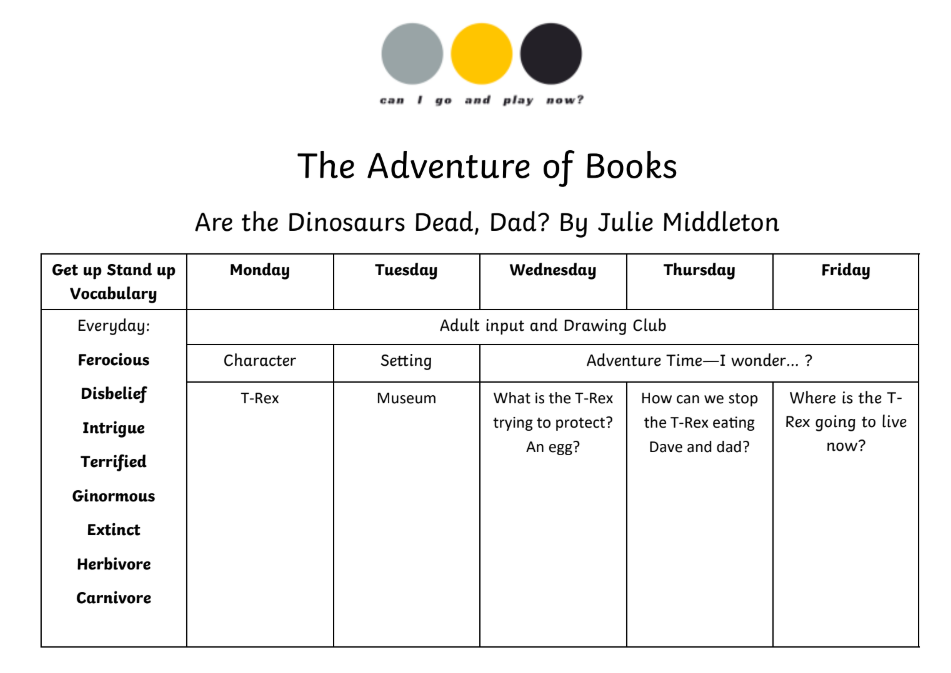 can I go and play now?
The Adventure of Books
Are the Dinosaurs Dead, Dad? By Julie Middleton
Get up Stand up
Vocabulary
Monday
Tuesday
Wednesday
Thursday
Friday
Everyday:
Ferocious
Disbelief
Intrigue
Terrified
Ginormous
Extinct
Herbivore
Carnivore
Adult input and Drawing Club
Character
Setting
Adventure Time—I wonder... ?
T-Rex
Museum
What is the T-Rex
trying to protect?
An egg?
How can we stop
the T-Rex eating
Dave and dad?
Where is the T-
Rex going to live
now?